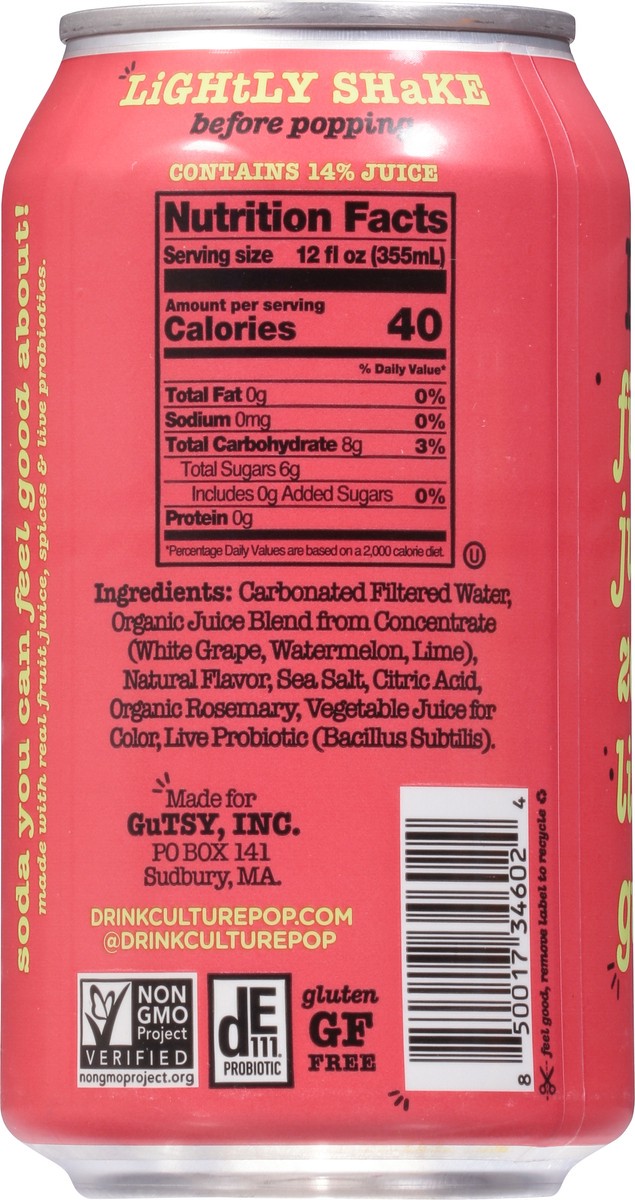 LiGHtLY SHaKE
before popping
CONTAINS 14% JUICE
Nutrition Facts
Serving size 12 fl oz (355mL)
Amount per serving
Calories 40
% Daily Value*
Total Fat 0g 0%
Sodium 0mg 0%
Total Carbohydrate 8g 3%
Total Sugars 6g
Includes 0g Added Sugars 0%
Protein 0g
*Percentage Daily Values are based on a 2,000 calorie diet.
U
Ingredients: Carbonated Filtered Water,
Organic Juice Blend from Concentrate
(White Grape, Watermelon, Lime),
Natural Flavor, Sea Salt, Citric Acid,
Organic Rosemary, Vegetable Juice for
Color, Live Probiotic (Bacillus Subtilis).
Made for
GuTSY, INC.
PO BOX 141
Sudbury, MA.
DRINKCULTUREPOP.COM
@DRINKCULTUREPOP
NON
GMO
Project
VERIFIED
nongmoproject.org
dE
111.
PROBIOTIC
gluten
GF
FREE
8 50017 34602 4
feel good, remove label to recycle
soda you can feel good about!
made with real fruit juice, spices & live probiotics.